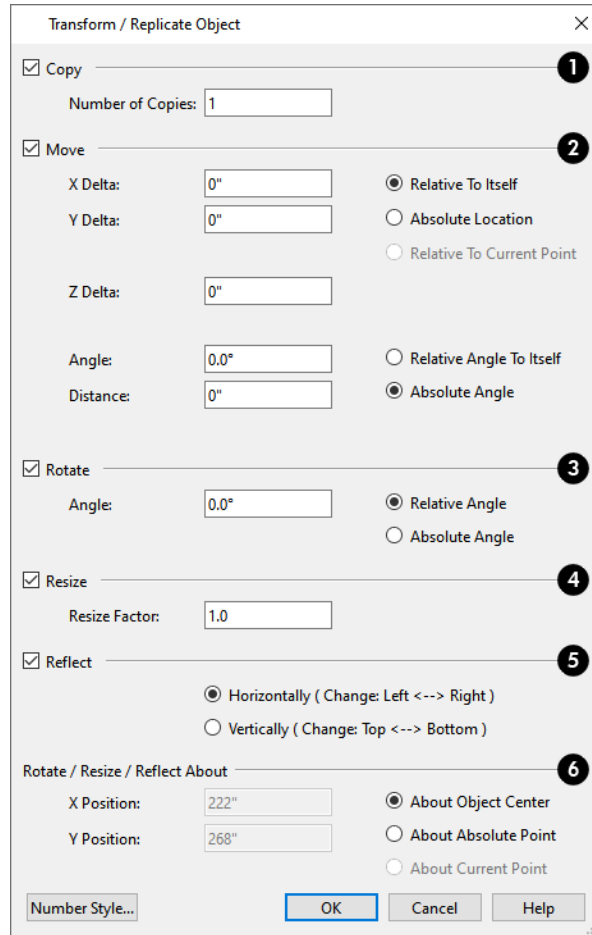 Transform / Replicate Object
Copy 1
Number of Copies: 1
Move 2
X Delta: 0" Relative To Itself
Y Delta: 0" Absolute Location
Relative To Current Point
Z Delta: 0"
Angle: 0.0° Relative Angle To Itself
Distance: 0" Absolute Angle
Rotate 3
Angle: 0.0° Relative Angle
Absolute Angle
Resize 4
Resize Factor: 1.0
Reflect 5
Horizontally ( Change: Left <--> Right )
Vertically ( Change: Top <--> Bottom )
Rotate / Resize / Reflect About 6
X Position: 222" About Object Center
Y Position: 268" About Absolute Point
About Current Point
Number Style... OK Cancel Help